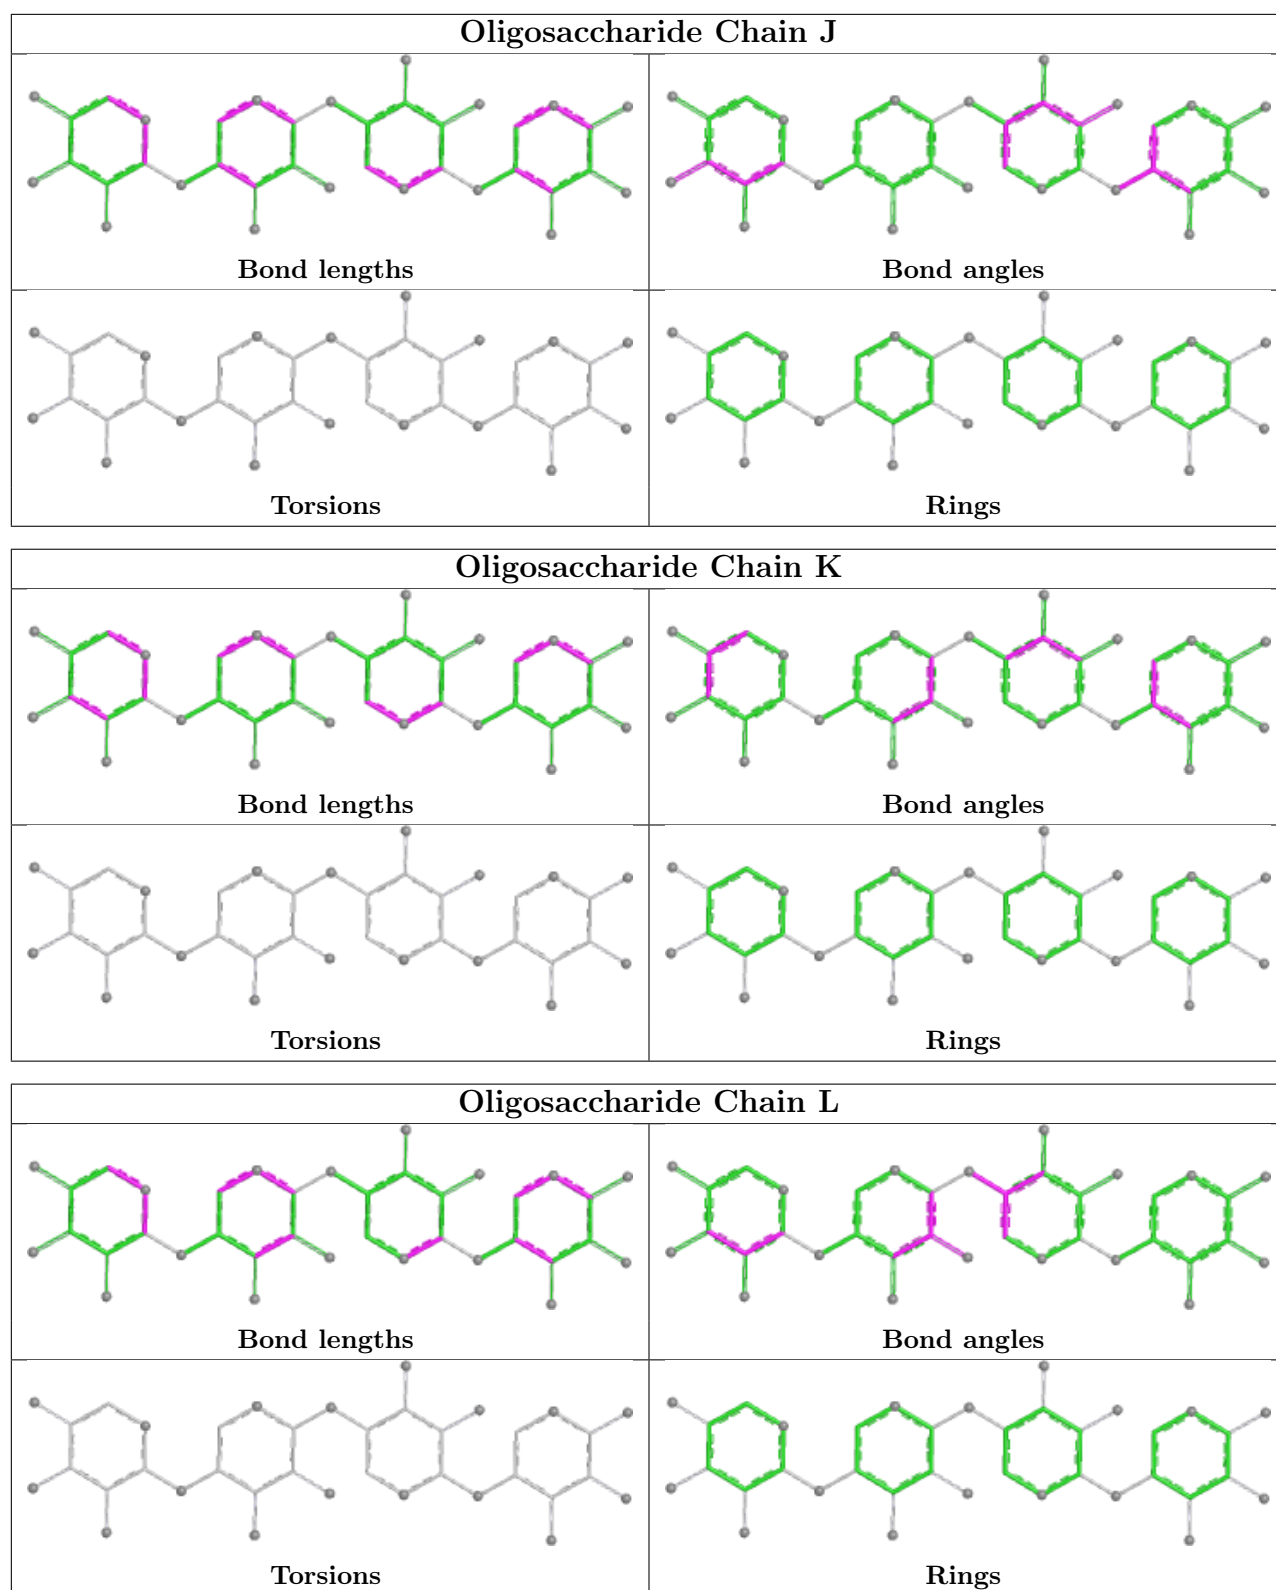 Oligosaccharide Chain J
Bond lengths Bond angles
Torsions Rings
Oligosaccharide Chain K
Bond lengths Bond angles
Torsions Rings
Oligosaccharide Chain L
Bond lengths Bond angles
Torsions Rings